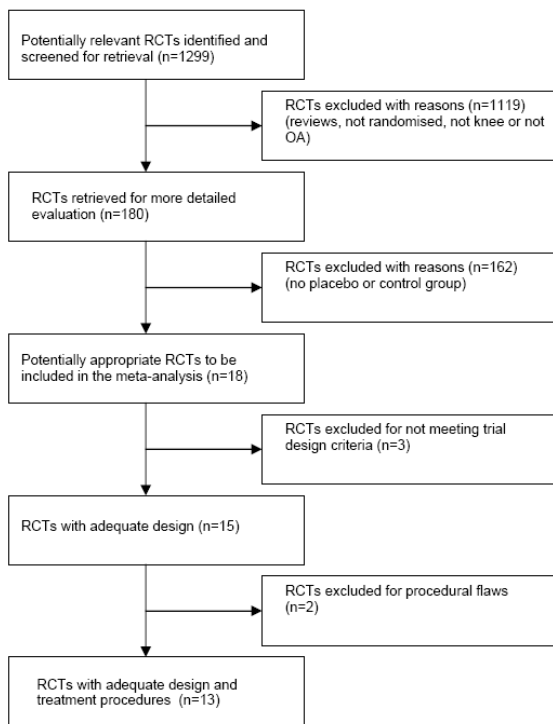 Potentially relevant RCTs identified and
screened for retrieval (n=1299)
RCTs excluded with reasons (n=1119)
(reviews, not randomised, not knee or not
OA)
RCTs retrieved for more detailed
evaluation (n=180)
RCTs excluded with reasons (n=162)
(no placebo or control group)
Potentially appropriate RCTs to be
included in the meta-analysis (n=18)
RCTs excluded for not meeting trial
design criteria (n=3)
RCTs with adequate design (n=15)
RCTs excluded for procedural flaws
(n=2)
RCTs with adequate design and
treatment procedures (n=13)